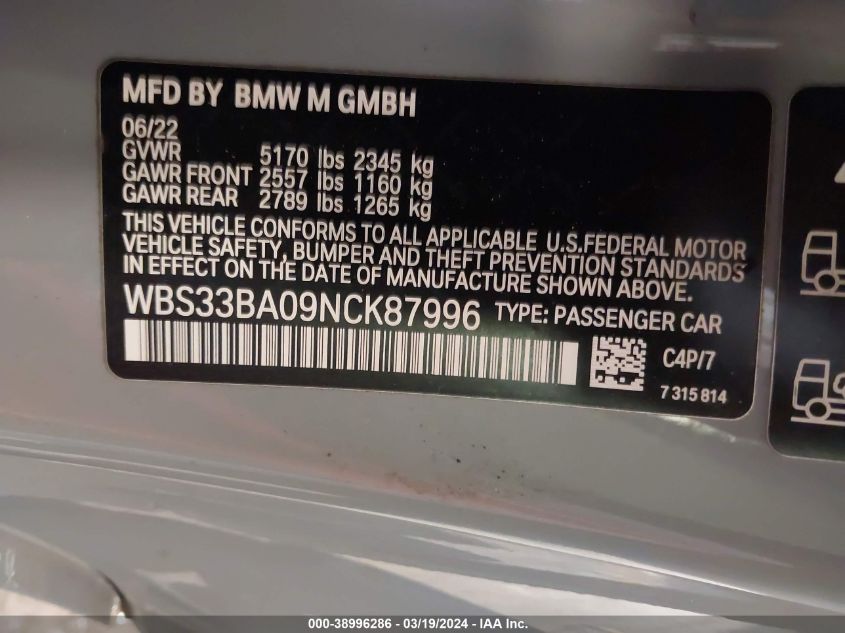 MFD BY BMW M GMBH
06/22
GVWR 5170 lbs 2345 kg
GAWR FRONT 2557 lbs 1160 kg
GAWR REAR 2789 lbs 1265 kg
THIS VEHICLE CONFORMS TO ALL APPLICABLE U.S.FEDERAL MOTOR
VEHICLE SAFETY, BUMPER AND THEFT PREVENTION STANDARDS
IN EFFECT ON THE DATE OF MANUFACTURE SHOWN ABOVE.
WBS33BA09NCK87996 TYPE: PASSENGER CAR
C4P/7
7 315 814
000-38996286 - 03/19/2024 - IAA Inc.